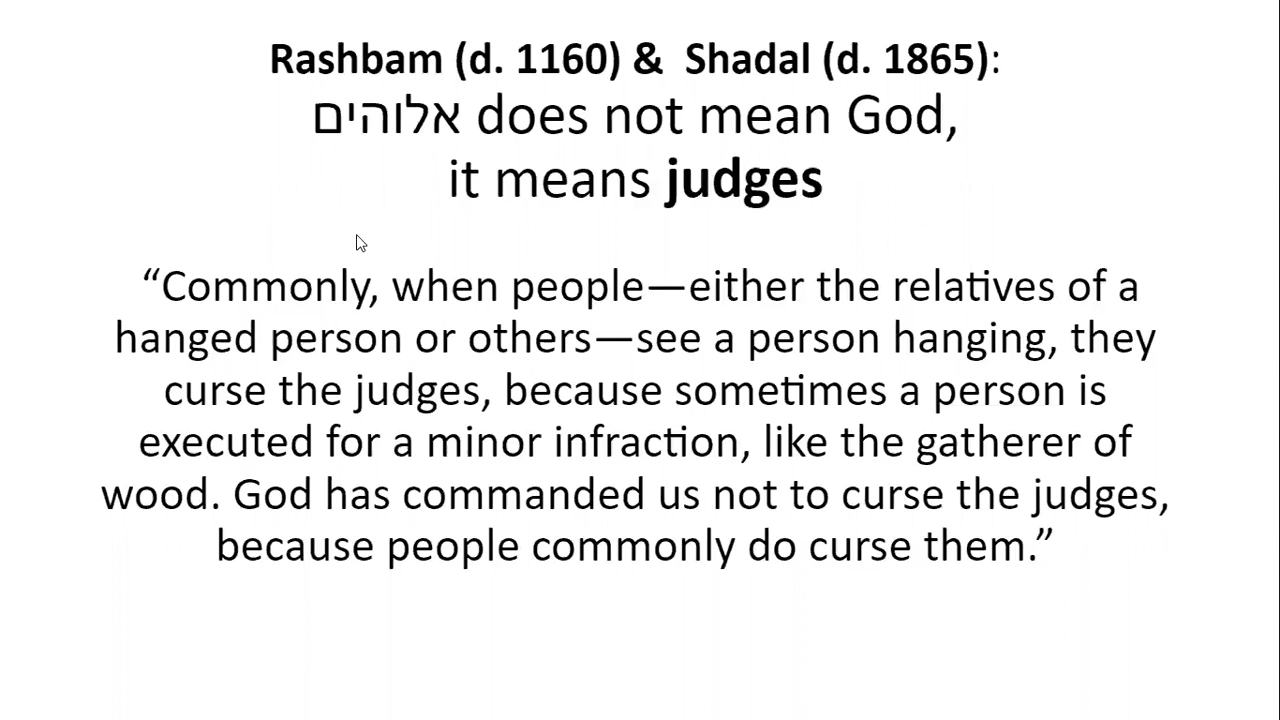 Rashbam (d. 1160) & Shadal (d. 1865):
אלוהים does not mean God,
it means judges
“Commonly, when people—either the relatives of a
hanged person or others—see a person hanging, they
curse the judges, because sometimes a person is
executed for a minor infraction, like the gatherer of
wood. God has commanded us not to curse the judges,
because people commonly do curse them.”